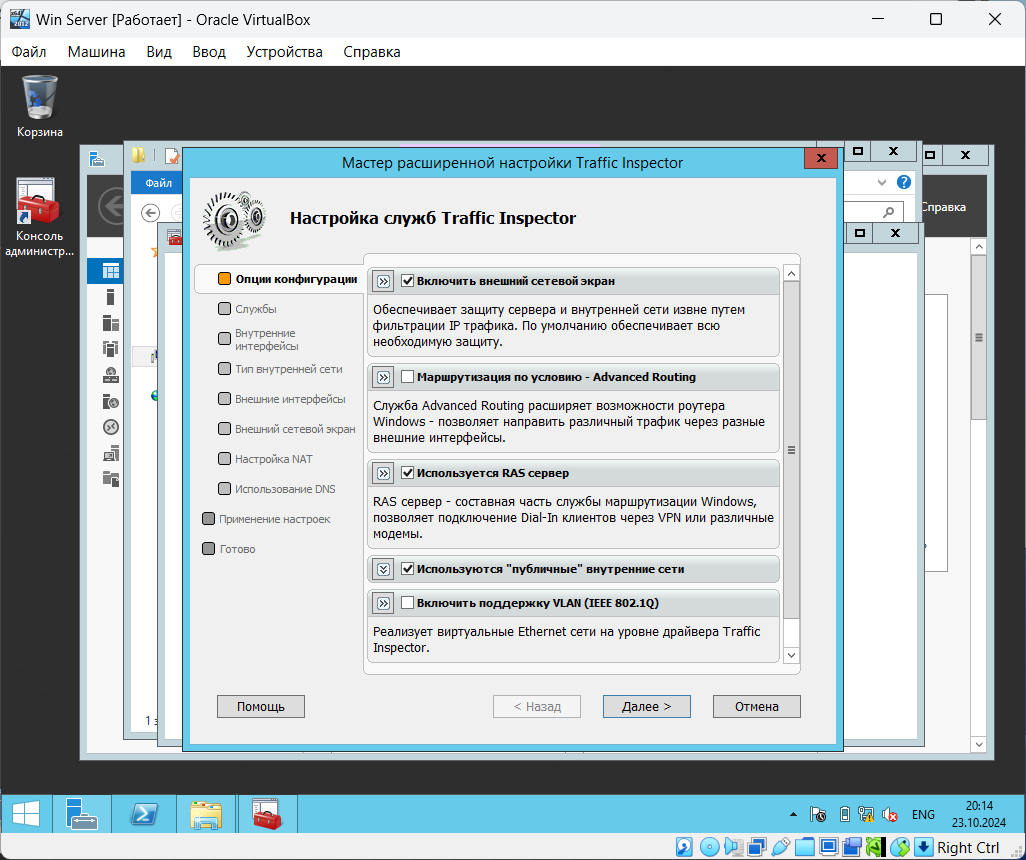 Win Server [Работает] - Oracle VirtualBox
Файл Машина Вид Ввод Устройства Справка
Корзина
Консоль
администр...
Файл
Справка
Мастер расширенной настройки Traffic Inspector
Настройка служб Traffic Inspector
Опции конфигурации
Службы
Внутренние
интерфейсы
Тип внутренней сети
Внешние интерфейсы
Внешний сетевой экран
Настройка NAT
Использование DNS
Применение настроек
Готово
Включить внешний сетевой экран
Обеспечивает защиту сервера и внутренней сети извне путем
фильтрации IP трафика. По умолчанию обеспечивает всю
необходимую защиту.
Маршрутизация по условию - Advanced Routing
Служба Advanced Routing расширяет возможности роутера
Windows - позволяет направить различный трафик через разные
внешние интерфейсы.
Используется RAS сервер
RAS сервер - составная часть службы маршрутизации Windows,
позволяет подключение Dial-In клиентов через VPN или различные
модемы.
Используются "публичные" внутренние сети
Включить поддержку VLAN (IEEE 802.1Q)
Реализует виртуальные Ethernet сети на уровне драйвера Traffic
Inspector.
Помощь
< Назад
Далее >
Отмена
ENG
20:14
23.10.2024
Right Ctrl